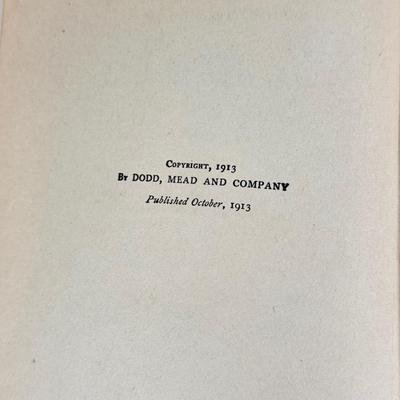 Copyright, 1913
By DODD, MEAD AND COMPANY
Published October, 1913